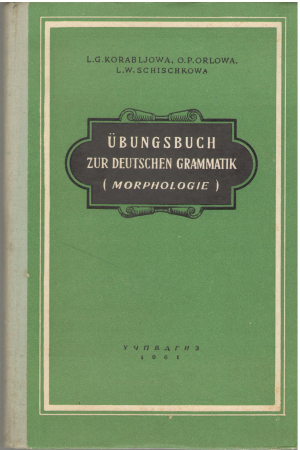 L.G.KORABLJOWA, O.P.ORLOWA,
L.W.SCHISCHKOWA
ÜBUNGSBUCH
ZUR DEUTSCHEN GRAMMATIK
(MORPHOLOGIE)
УЧПЕДГИЗ
1961